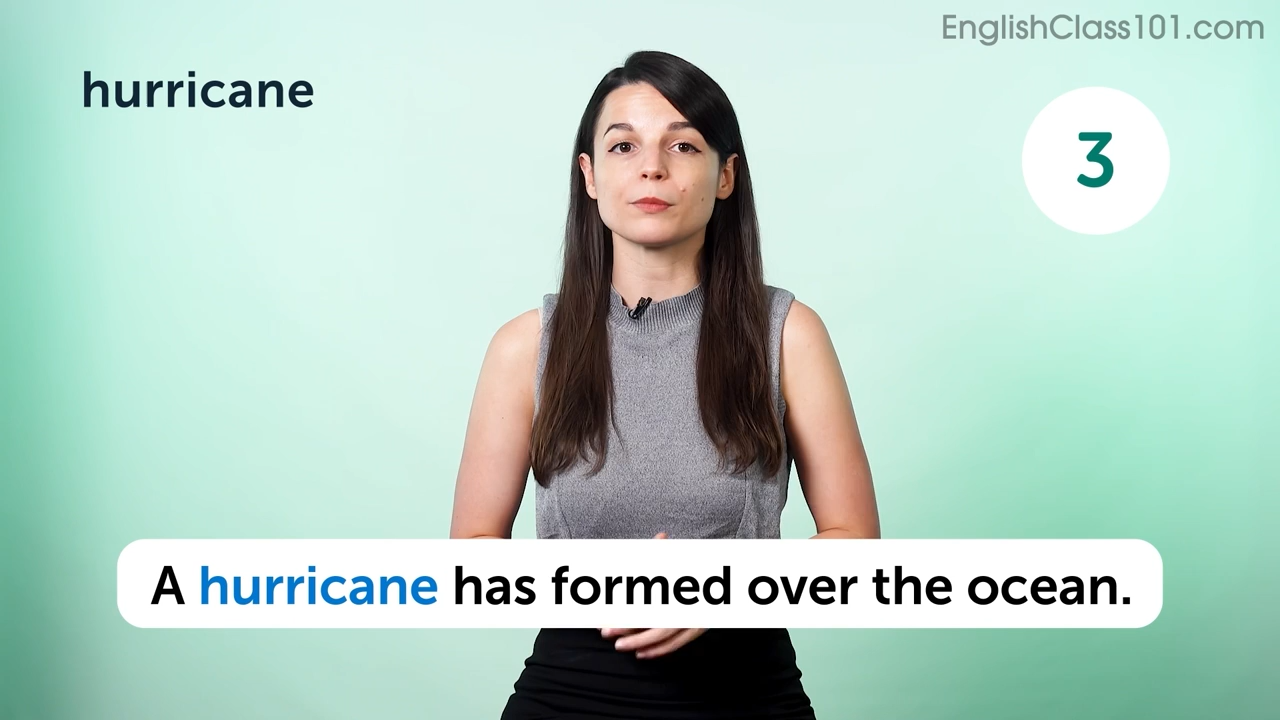 EnglishClass101.com
hurricane
3
A hurricane has formed over the ocean.